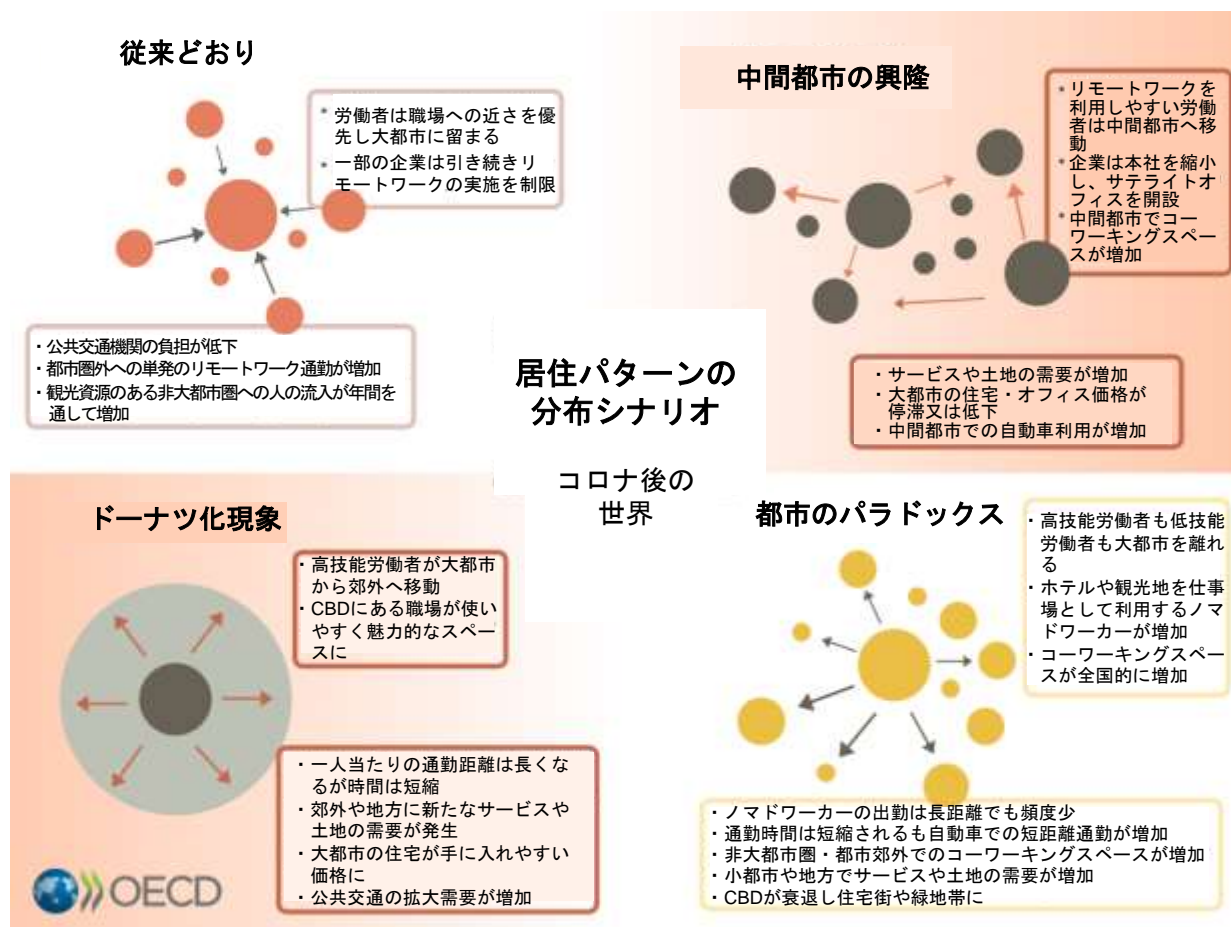 従来どおり
・労働者は職場への近さを優
先し大都市に留まる
・一部の企業は引き続きリ
モートワークの実施を制限
・公共交通機関の負担が低下
・都市圏外への単発のリモートワーク通勤が増加
・観光資源のある非大都市圏への人の流入が年間を
通して増加
中間都市の興隆
・リモートワークを
利用しやすい労働
者は中間都市へ移
動
・企業は本社を縮小
し、サテライトオ
フィスを開設
・中間都市でコー
ワーキングスペー
スが増加
・サービスや土地の需要が増加
・大都市の住宅・オフィス価格が
停滞又は低下
・中間都市での自動車利用が増加
居住パターンの
分布シナリオ
コロナ後の
世界
ドーナツ化現象
・高技能労働者が大都市
から郊外へ移動
・CBDにある職場が使い
やすく魅力的なスペー
スに
・一人当たりの通勤距離は長くな
るが時間は短縮
・郊外や地方に新たなサービスや
土地の需要が発生
・大都市の住宅が手に入れやすい
価格に
・公共交通の拡大需要が増加
OECD
都市のパラドックス
・高技能労働者も低技能
労働者も大都市を離れ
る
・ホテルや観光地を仕事
場として利用するノマ
ドワーカーが増加
・コーワーキングスペー
スが全国的に増加
・ノマドワーカーの出勤は長距離でも頻度少
・通勤時間は短縮されるも自動車での短距離通勤が増加
・非大都市圏・都市郊外でのコーワーキングスペースが増加
・小都市や地方でサービスや土地の需要が増加
・CBDが衰退し住宅街や緑地帯に